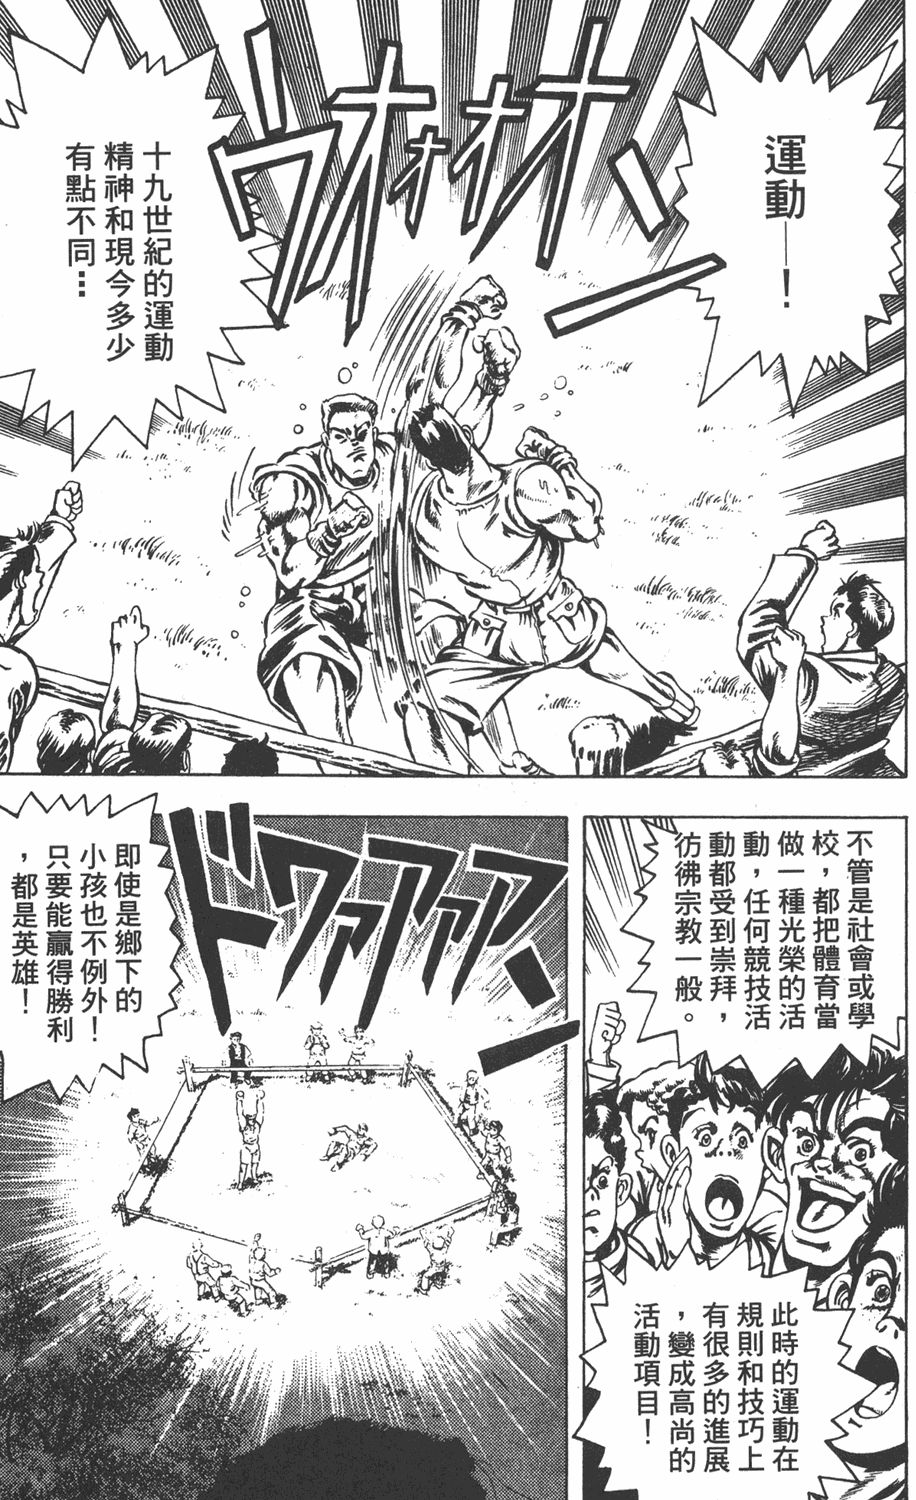 運動──！
ウオオオオオ、ー
十九世紀的運動
精神和現今多少
有點不同…
不管是社會或學
校，都把體育當
做一種光榮的活
動，任何競技活
動都受到崇拜，
彷彿宗教一般。
此時的運動在
規則和技巧上
有很多的進展
，變成高尚的
活動項目！
ドワァアァア、ー
即使是鄉下的
小孩也不例外！
只要能贏得勝利
，都是英雄！